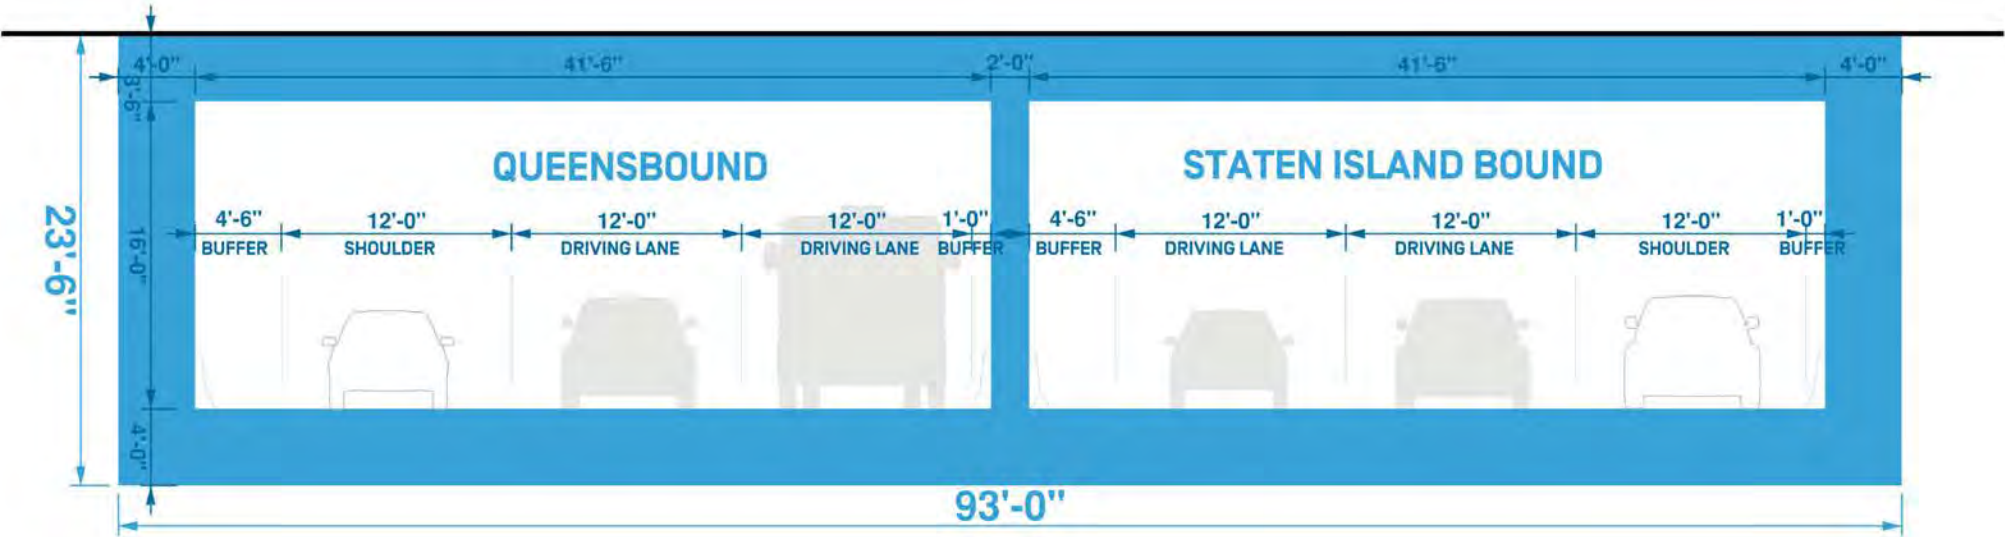 4'-0" 41'-6" 2'-0" 41'-6" 4'-0"
3'-6"
QUEENSBOUND STATEN ISLAND BOUND
4'-6" 12'-0" 12'-0" 12'-0" 1'-0" 4'-6" 12'-0" 12'-0" 12'-0" 1'-0"
BUFFER SHOULDER DRIVING LANE DRIVING LANE BUFFER BUFFER DRIVING LANE DRIVING LANE SHOULDER BUFFER
23'-6"
16'-0"
4'-0"
93'-0"